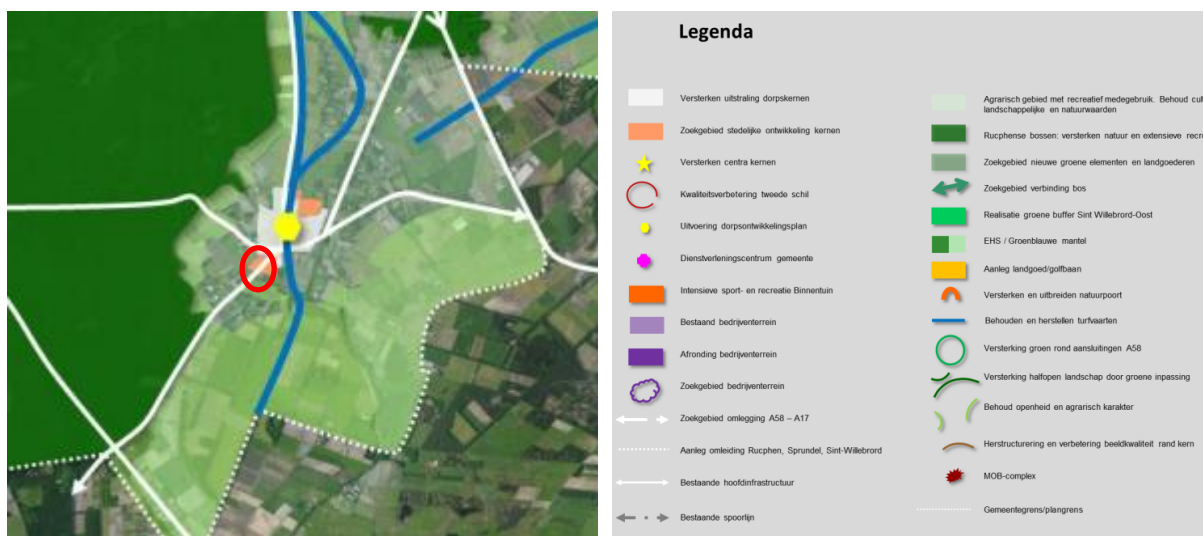 Legenda
Versterken uitstraling dorpskernen
Zoekgebied stedelijke ontwikkeling kernen
Versterken centra kernen
Kwaliteitsverbetering tweede schil
Uitvoering dorpsontwikkelingsplan
Dienstverleningscentrum gemeente
Intensieve sport- en recreatie Binnentuin
Bestaand bedrijventerrein
Afronding bedrijventerrein
Zoekgebied bedrijventerrein
Zoekgebied omlegging A58 – A17
Aanleg omleiding Rucphen, Sprundel, Sint-Willebrord
Bestaande hoofdinfrastructuur
Bestaande spoorlijn
Agrarisch gebied met recreatief medegebruik. Behoud cul
landschappelijke en natuurwaarden
Rucphense bossen: versterken natuur en extensieve recre
Zoekgebied nieuwe groene elementen en landgoederen
Zoekgebied verbinding bos
Realisatie groene buffer Sint Willebrord-Oost
EHS / Groenblauwe mantel
Aanleg landgoed/golfbaan
Versterken en uitbreiden natuurpoort
Behouden en herstellen turfvaarten
Versterking groen rond aansluitingen A58
Versterking halfopen landschap door groene inpassing
Behoud openheid en agrarisch karakter
Herstructurering en verbetering beeldkwaliteit rand kern
MOB-complex
Gemeentegrens/plangrens